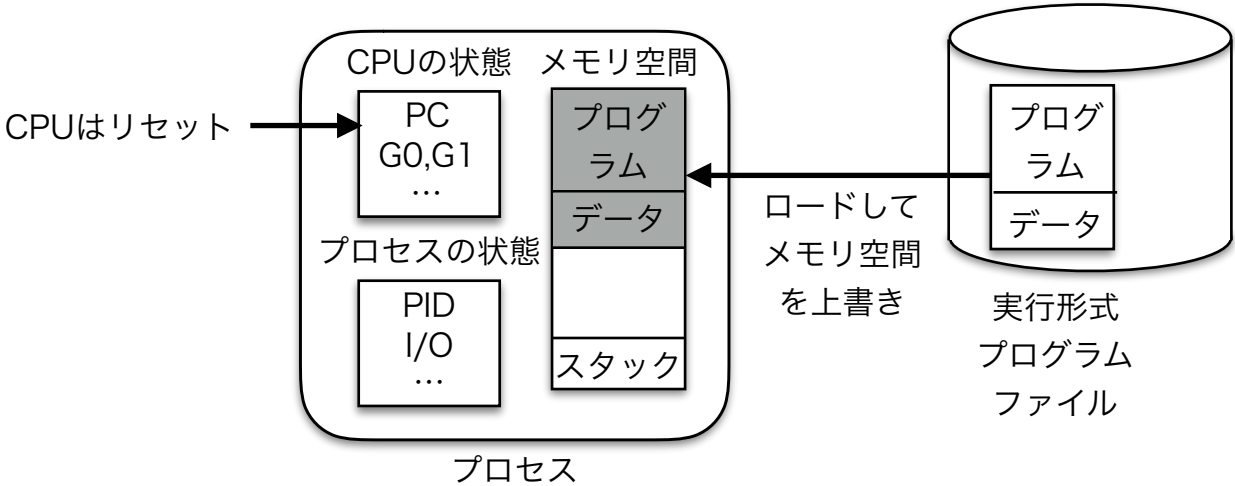 CPUはリセット
CPUの状態
PC
G0,G1
…
プロセスの状態
PID
I/O
…
メモリ空間
プログ
ラム
データ
スタック
プロセス
ロードして
メモリ空間
を上書き
プログ
ラム
データ
実行形式
プログラム
ファイル